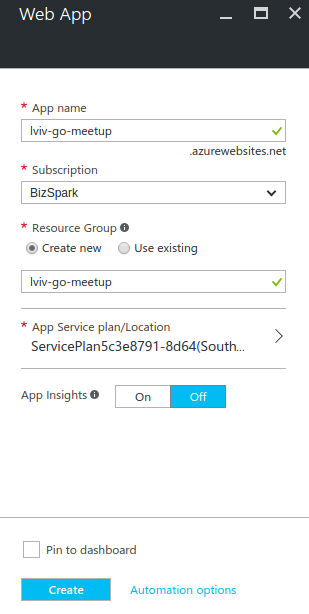 Web App
* App name
lviv-go-meetup
.azurewebsites.net
* Subscription
BizSpark
* Resource Group
Create new Use existing
lviv-go-meetup
* App Service plan/Location
ServicePlan5c3e8791-8d64(South...
App Insights On Off
Pin to dashboard
Create Automation options